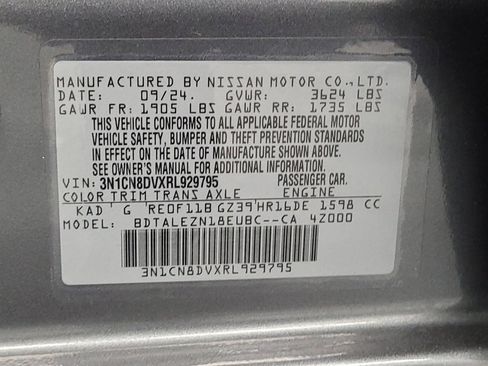 MANUFACTURED BY NISSAN MOTOR CO., LTD.
DATE: 09/24. GVWR: 3624 LBS
GAWR FR: 1905 LBS GAWR RR: 1735 LBS
THIS VEHICLE CONFORMS TO ALL APPLICABLE FEDERAL MOTOR
VEHICLE SAFETY, BUMPER AND THEFT PREVENTION STANDARDS
IN EFFECT ON THE DATE OF MANUFACTURE SHOWN ABOVE.
SEE OWNER'S MANUAL FOR ADDITIONAL INFORMATION.
VIN: 3N1CN8DVXRL929795 PASSENGER CAR.
COLOR TRIM TRANS AXLE ENGINE
KAD G RE0F11B GZ39 HR16DE 1598 CC
MODEL: BDTALEZN18EUBC--CA 4Z000
3N1CN8DVXRL929795